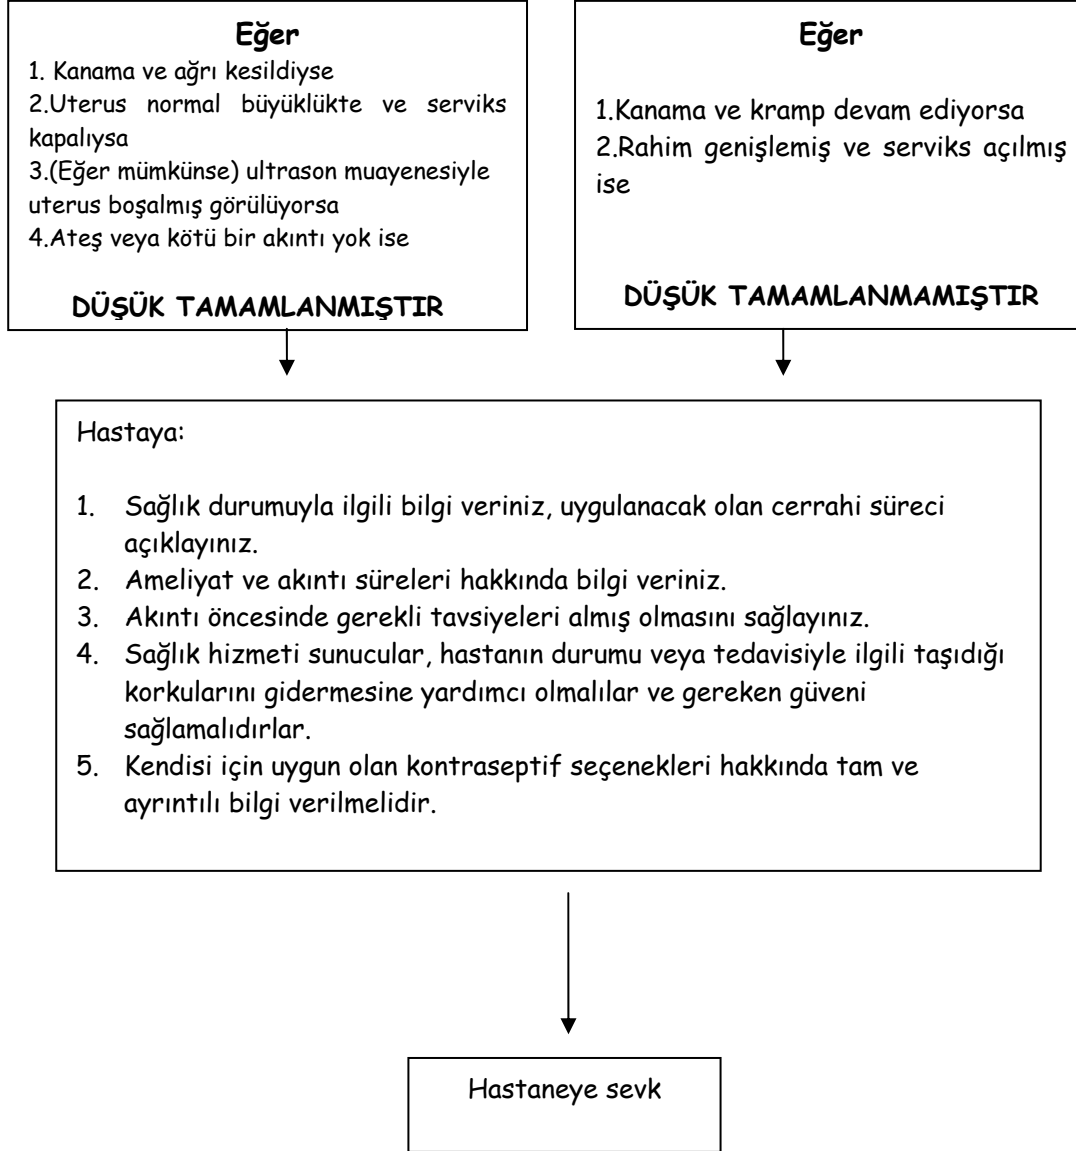 Eğer
1. Kanama ve ağrı kesildiyse
2.Uterus normal büyüklükte ve serviks
kapalıysa
3.(Eğer mümkünse) ultrason muayenesiyle
uterus boşalmış görülüyorsa
4.Ateş veya kötü bir akıntı yok ise
DÜŞÜK TAMAMLANMIŞTIR
Eğer
1.Kanama ve kramp devam ediyorsa
2.Rahim genişlemiş ve serviks açılmış
ise
DÜŞÜK TAMAMLANMAMIŞTIR
Hastaya:
1. Sağlık durumuyla ilgili bilgi veriniz, uygulanacak olan cerrahi süreci
açıklayınız.
2. Ameliyat ve akıntı süreleri hakkında bilgi veriniz.
3. Akıntı öncesinde gerekli tavsiyeleri almış olmasını sağlayınız.
4. Sağlık hizmeti sunucular, hastanın durumu veya tedavisiyle ilgili taşıdığı
korkularını gidermesine yardımcı olmalılar ve gereken güveni
sağlamalıdırlar.
5. Kendisi için uygun olan kontraseptif seçenekleri hakkında tam ve
ayrıntılı bilgi verilmelidir.
Hastaneye sevk